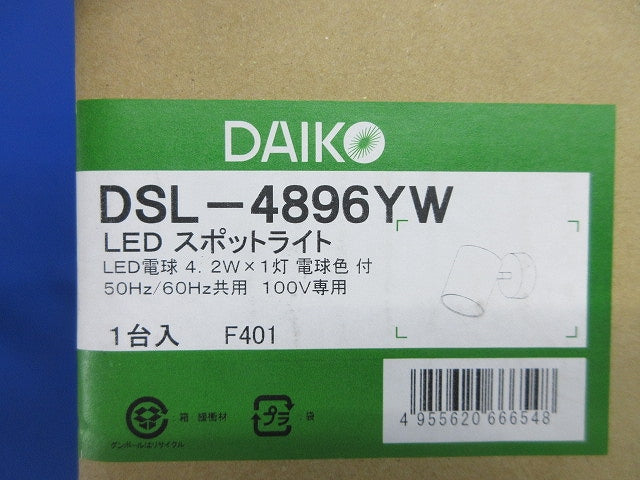 DAIKO
DSL-4896YW
LED スポットライト
LED電球 4.2W×1灯 電球色 付
50Hz/60Hz共用 100V専用
1台入 F401
:箱 緩衝材
プラ :袋
ダンボールはリサイクル
4 955620 666548